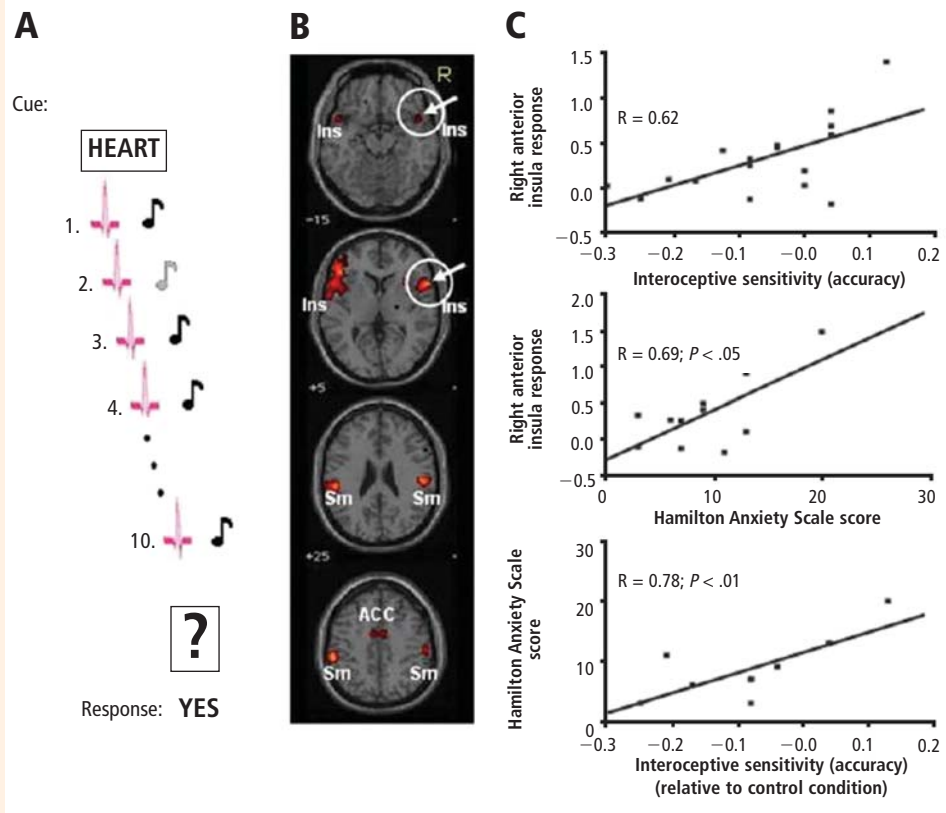 A
Cue:
HEART
1.
2.
3.
4.
10.
?
Response: YES
B
R
Ins
Ins
−15
Ins
Ins
+5
Sm
Sm
+25
ACC
Sm
Sm
C
Right anterior
insula response
1.5
1.0
0.5
0.0
−0.5
R = 0.62
−0.3 −0.2 −0.1 −0.0 0.1 0.2
Interoceptive sensitivity (accuracy)
Right anterior
insula response
2.0
1.5
1.0
0.5
0.0
−0.5
R = 0.69; P < .05
0 10 20 30
Hamilton Anxiety Scale score
Hamilton Anxiety Scale
score
30
20
10
0
R = 0.78; P < .01
−0.3 −0.2 −0.1 −0.0 0.1 0.2
Interoceptive sensitivity (accuracy)
(relative to control condition)